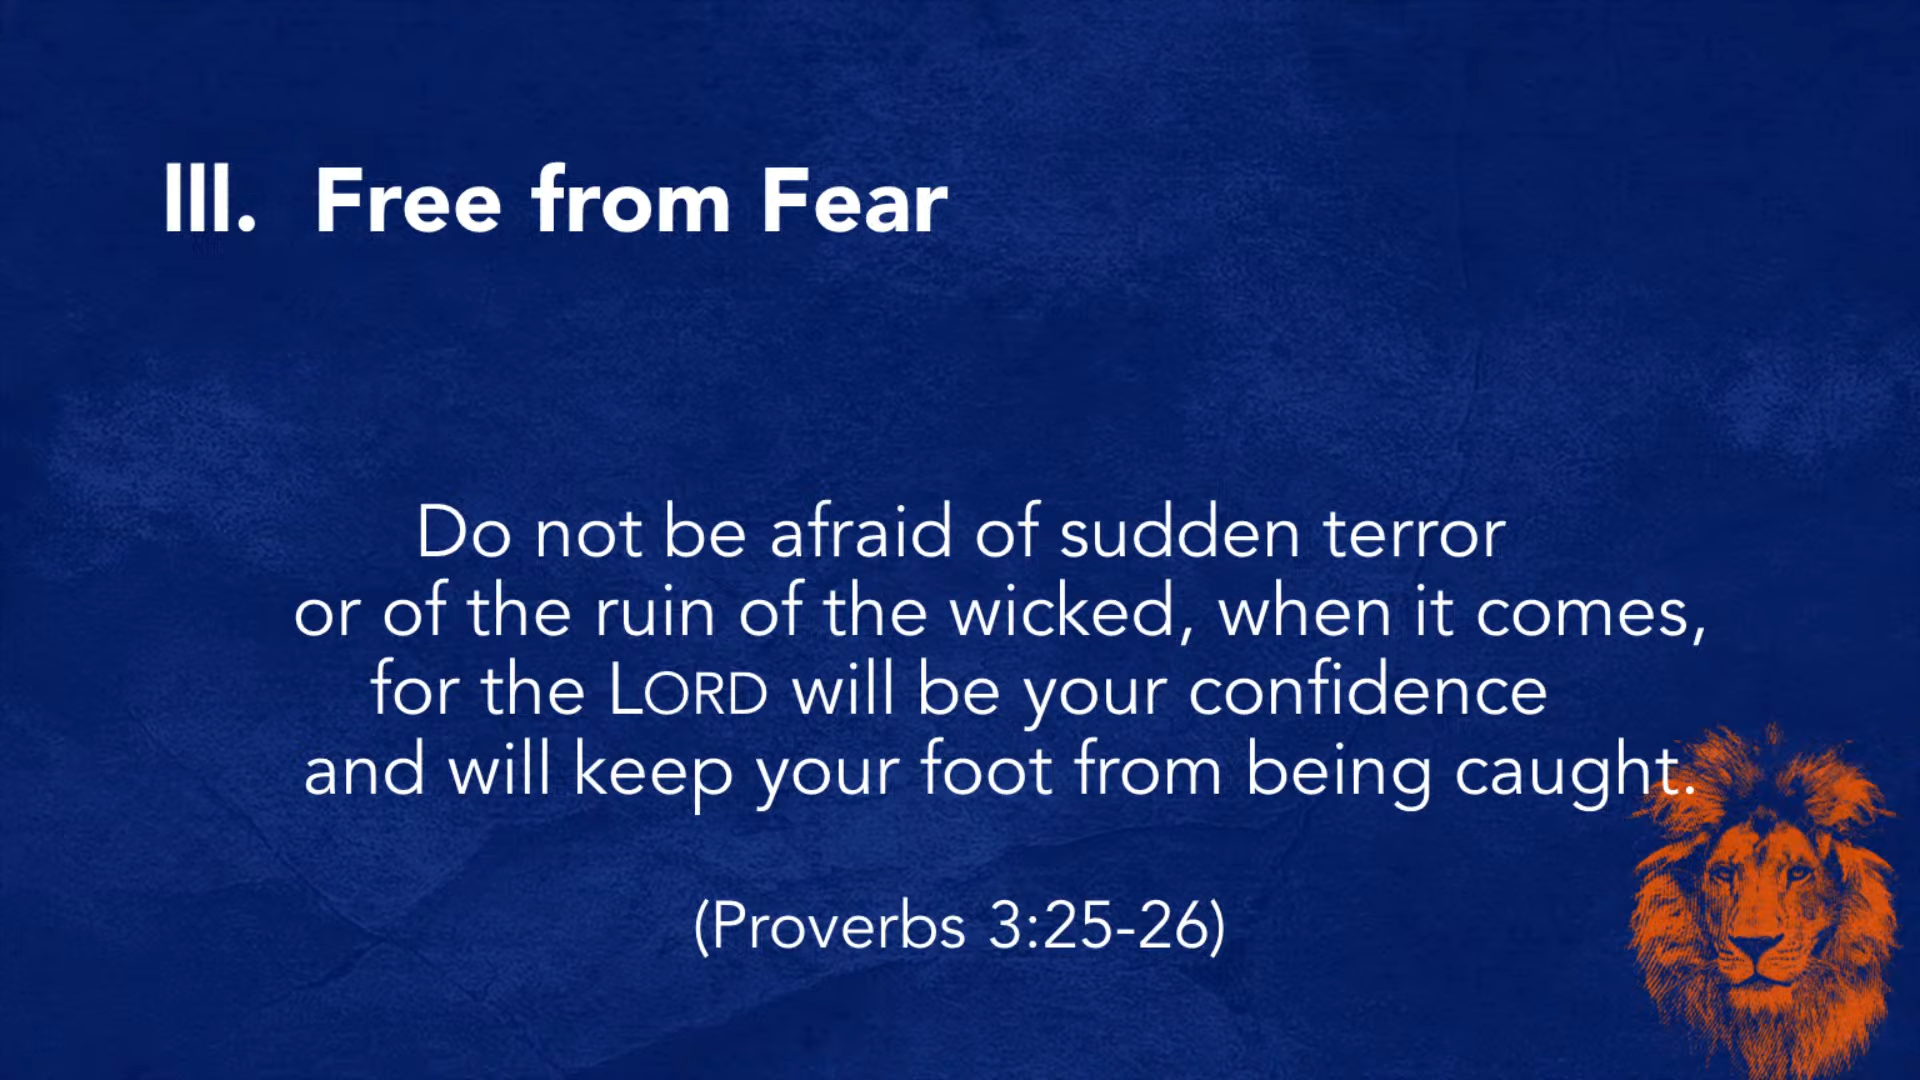 III. Free from Fear
Do not be afraid of sudden terror
or of the ruin of the wicked, when it comes,
for the LORD will be your confidence
and will keep your foot from being caught.
(Proverbs 3:25-26)